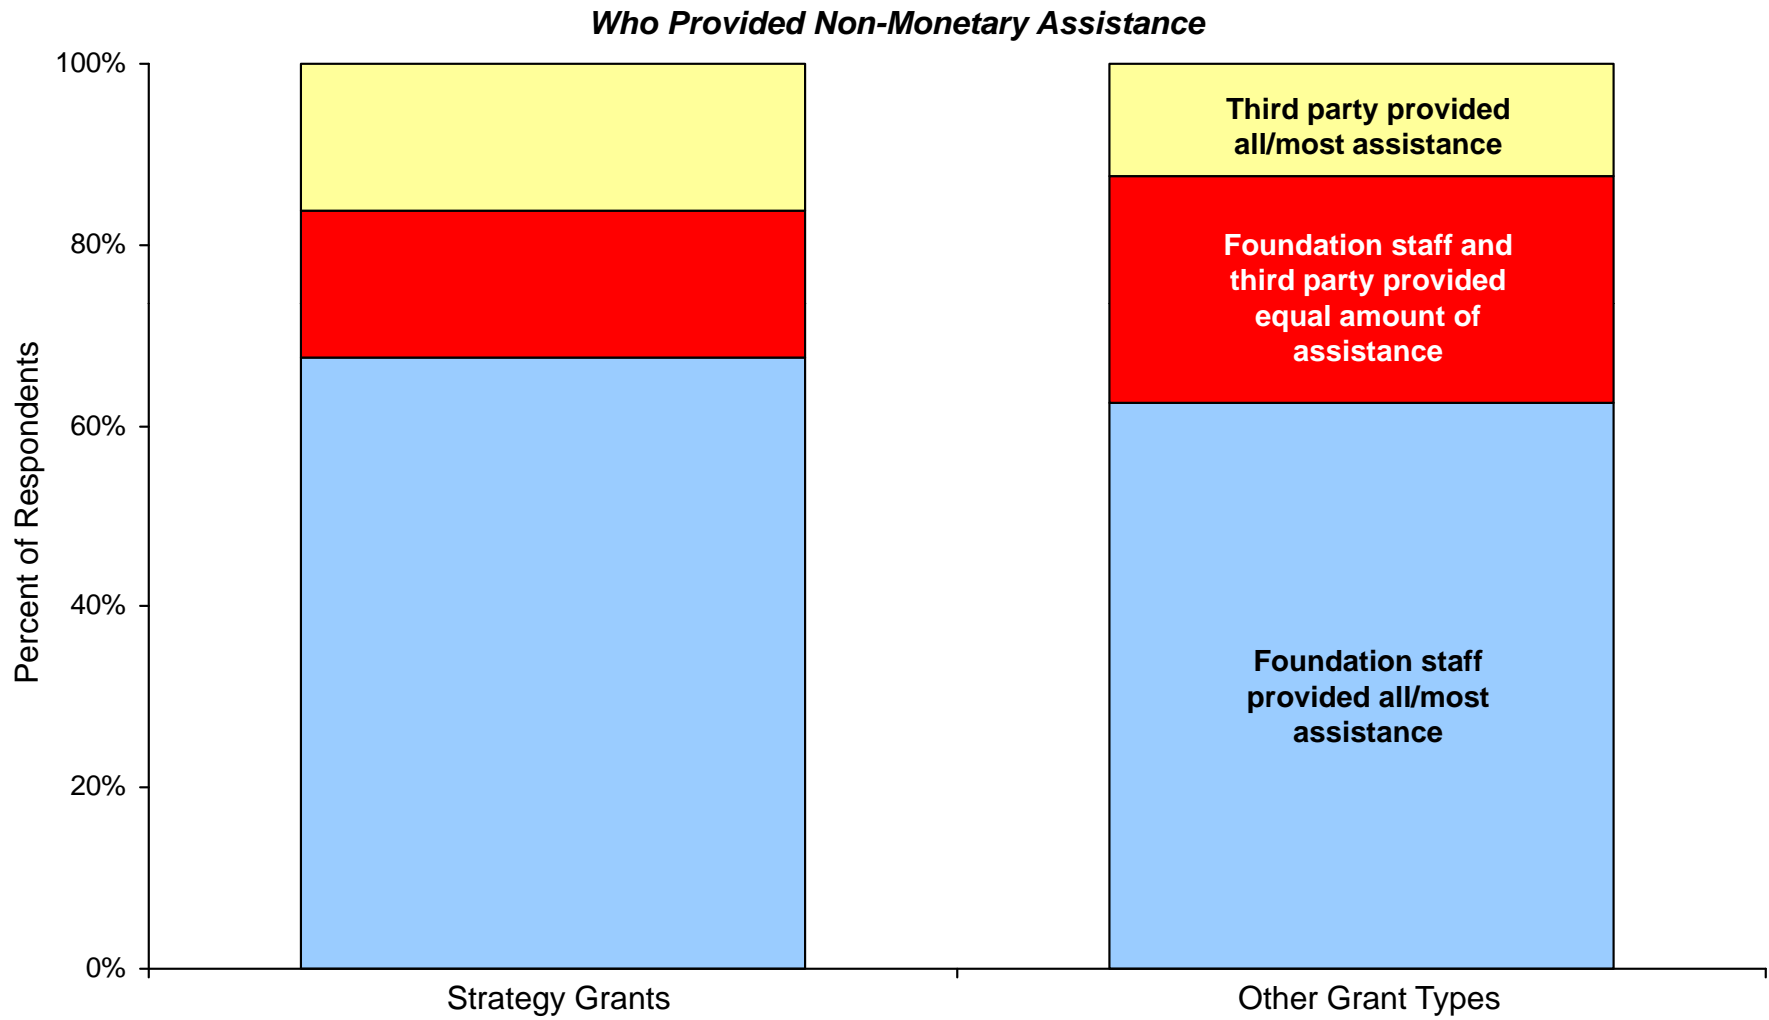 Who Provided Non-Monetary Assistance
100%
80%
60%
40%
20%
0%
Percent of Respondents
Third party provided
all/most assistance
Foundation staff and
third party provided
equal amount of
assistance
Foundation staff
provided all/most
assistance
Strategy Grants
Other Grant Types